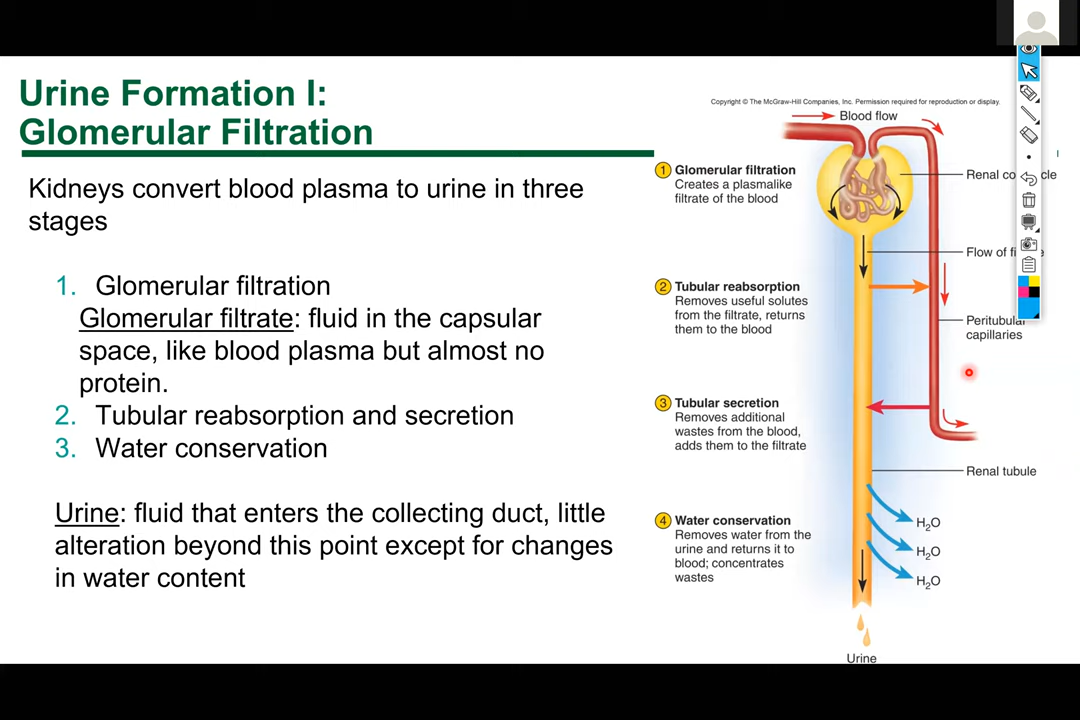 Urine Formation I:
Glomerular Filtration
Kidneys convert blood plasma to urine in three
stages
1. Glomerular filtration
Glomerular filtrate: fluid in the capsular
space, like blood plasma but almost no
protein.
2. Tubular reabsorption and secretion
3. Water conservation
Urine: fluid that enters the collecting duct, little
alteration beyond this point except for changes
in water content
Copyright © The McGraw-Hill Companies, Inc. Permission required for reproduction or display.
Blood flow
1 Glomerular filtration
Creates a plasmalike
filtrate of the blood
Renal
Flow of
2 Tubular reabsorption
Removes useful solutes
from the filtrate, returns
them to the blood
Peritubular
capillaries
3 Tubular secretion
Removes additional
wastes from the blood,
adds them to the filtrate
Renal tubule
4 Water conservation
Removes water from the
urine and returns it to
blood; concentrates
wastes
H2O
H2O
H2O
Urine